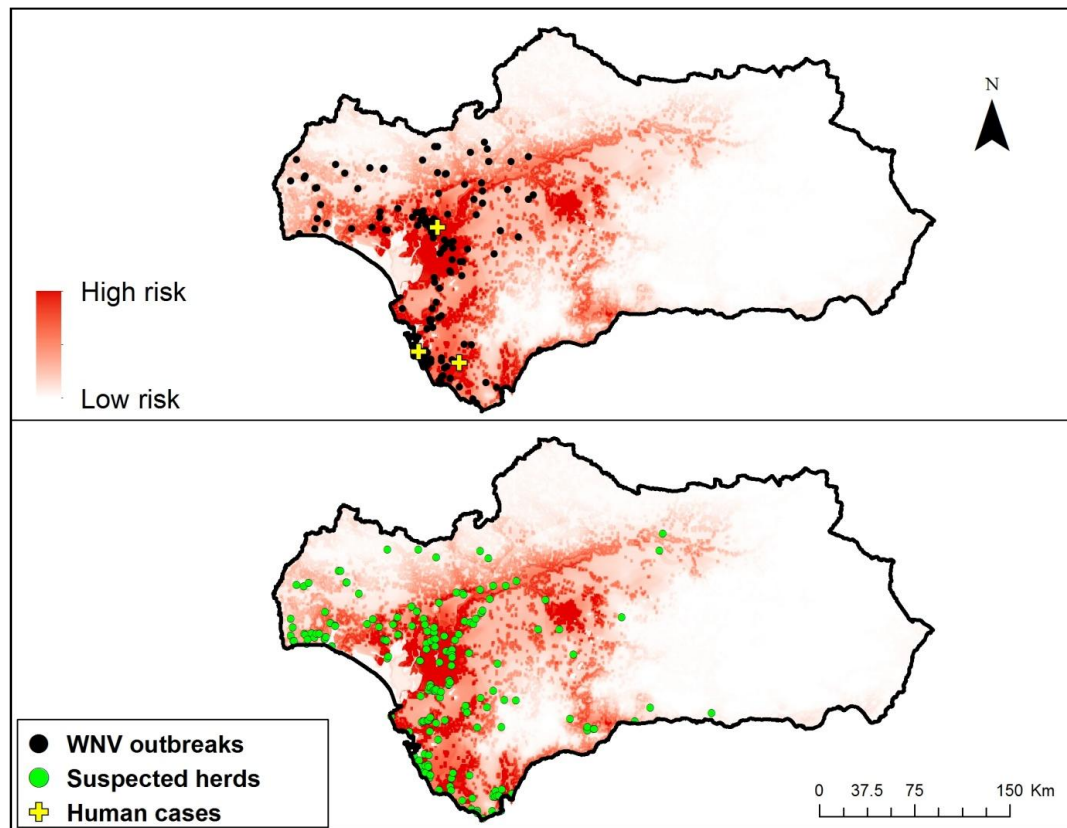 N
High risk
Low risk
WNV outbreaks
Suspected herds
Human cases
0 37.5 75 150 Km